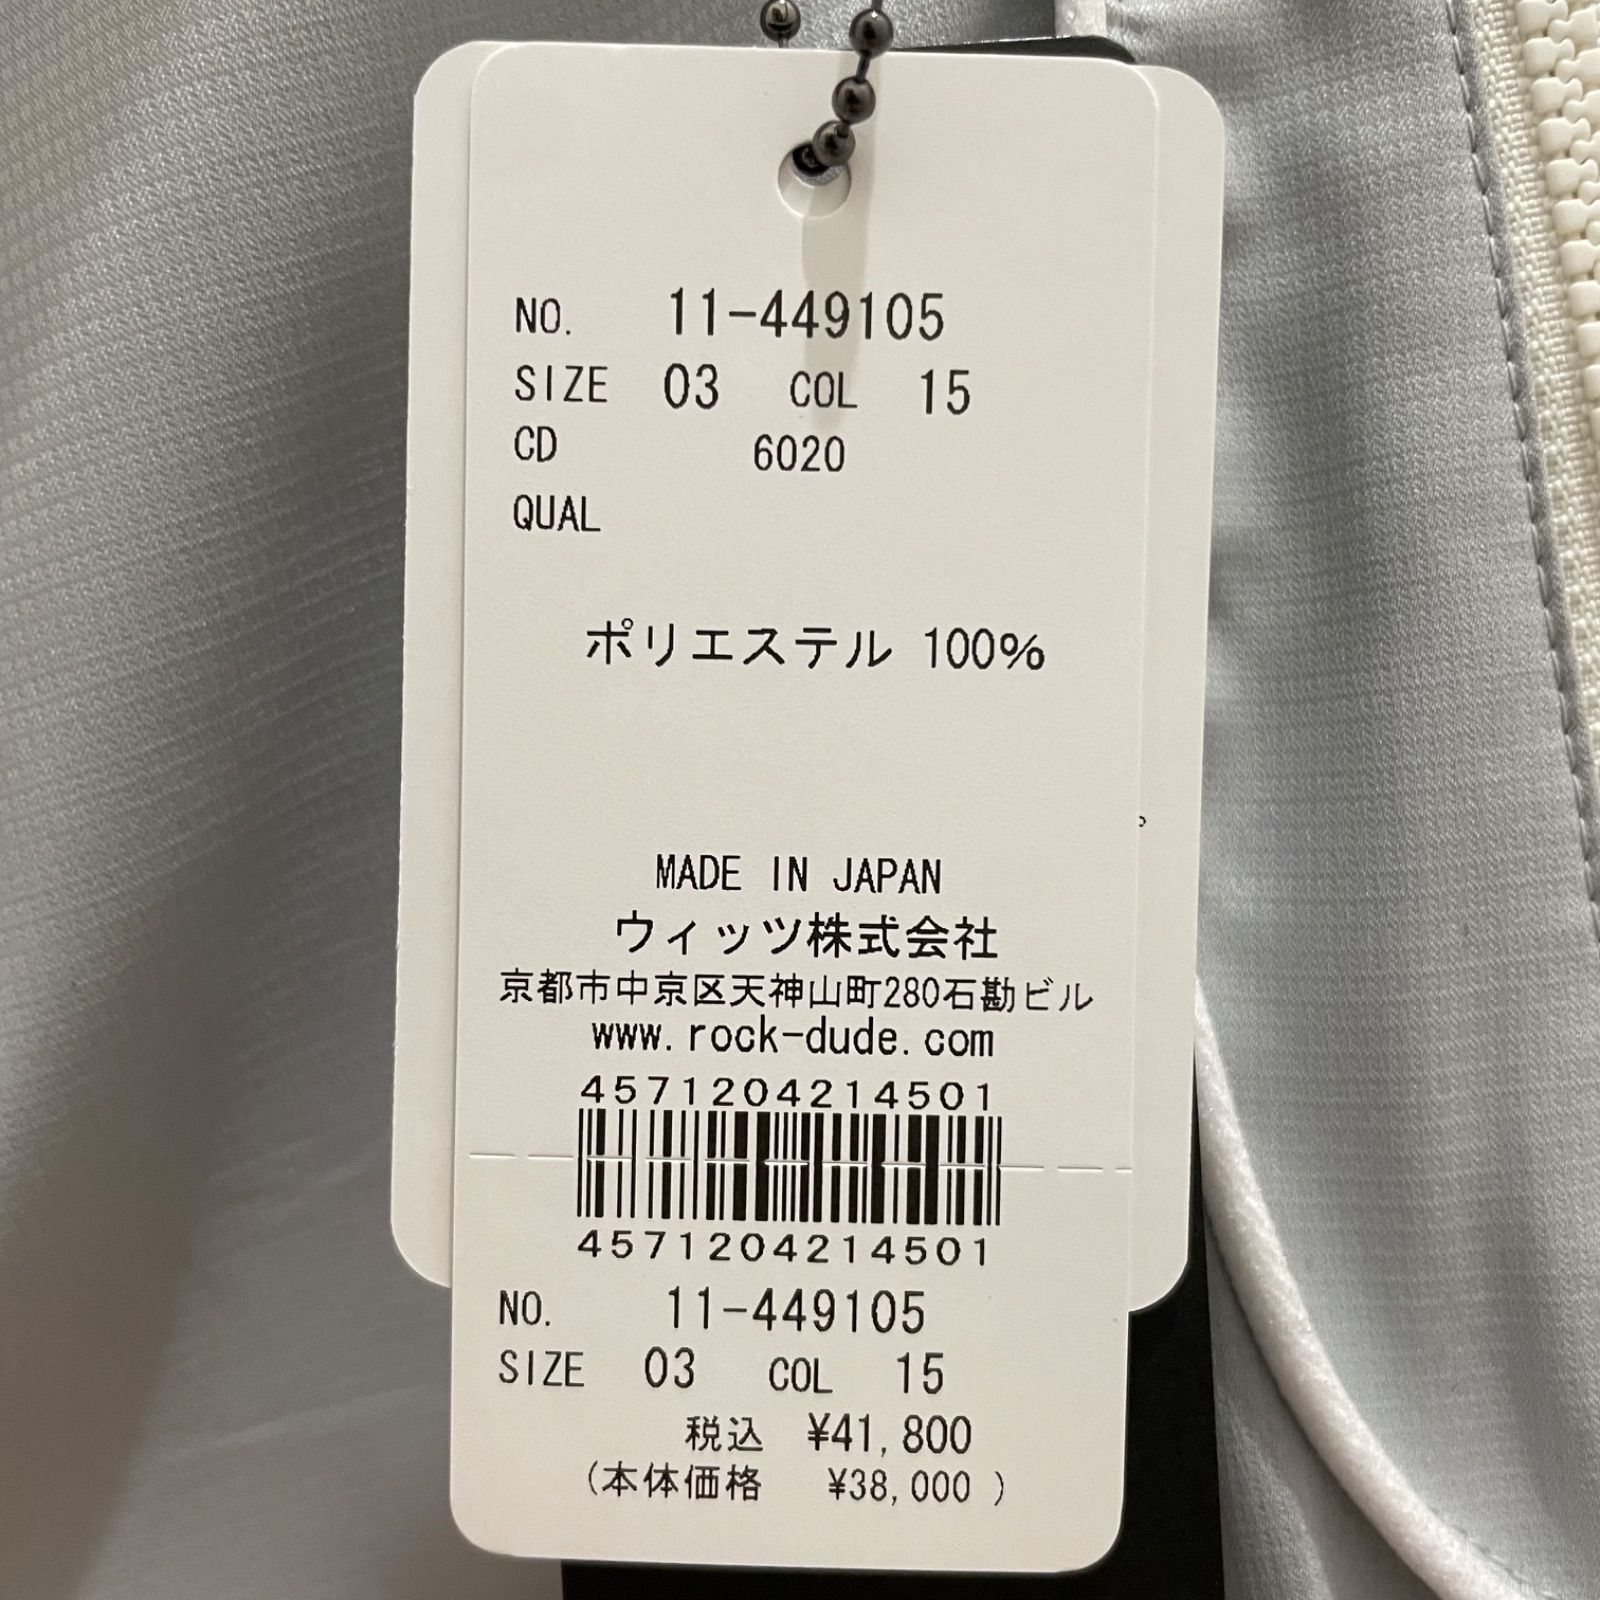 NO. 11-449105
SIZE 03 COL 15
CD 6020
QUAL
ポリエステル 100%
MADE IN JAPAN
ウィッツ株式会社
京都市中京区天神山町280石勘ビル
www.rock-dude.com
4571204214501
4571204214501
NO. 11-449105
SIZE 03 COL 15
税込 ¥41,800
(本体価格 ¥38,000 )